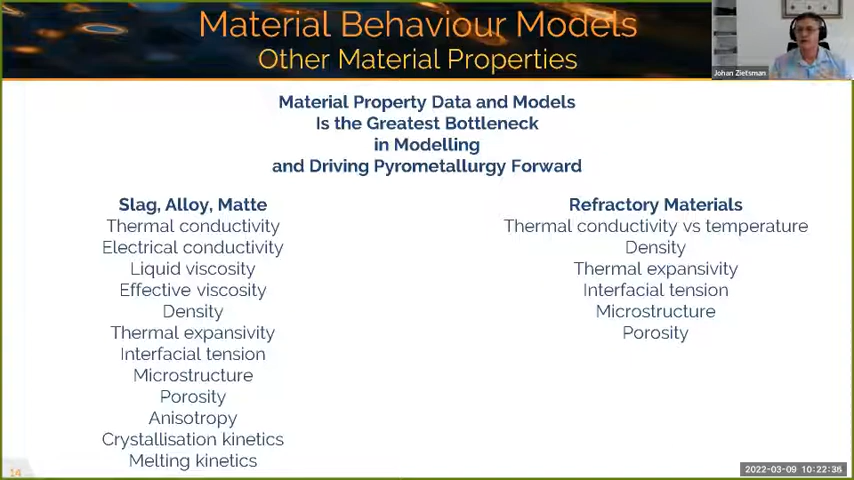 Material Behaviour Models
Other Material Properties
Johan Zietsman
Material Property Data and Models
Is the Greatest Bottleneck
in Modelling
and Driving Pyrometallurgy Forward
Slag, Alloy, Matte
Thermal conductivity
Electrical conductivity
Liquid viscosity
Effective viscosity
Density
Thermal expansivity
Interfacial tension
Microstructure
Porosity
Anisotropy
Crystallisation kinetics
Melting kinetics
Refractory Materials
Thermal conductivity vs temperature
Density
Thermal expansivity
Interfacial tension
Microstructure
Porosity
14
2022-03-09 10:22:36